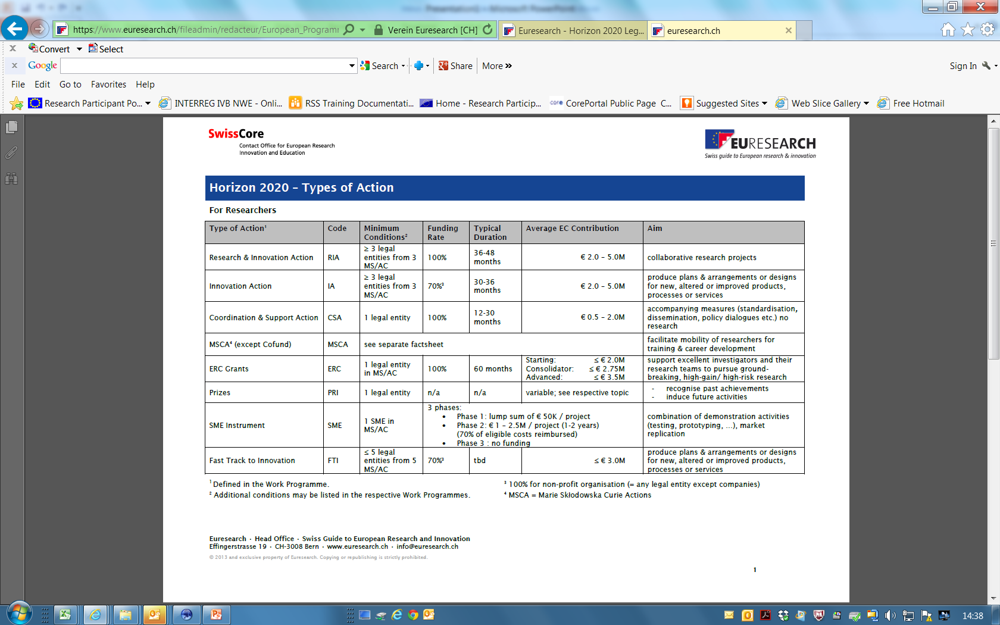 https://www.euresearch.ch/fileadmin/redacteur/European_Programm
Verein Euresearch [CH]
Euresearch - Horizon 2020 Leg...
euresearch.ch
Convert
Select
Google
Search
Share
More »
Sign In
File Edit Go to Favorites Help
Research Participant Po...
INTERREG IVB NWE - Onli...
RSS Training Documentati...
Home - Research Particip...
CorePortal Public Page C...
Suggested Sites
Web Slice Gallery
Free Hotmail
SwissCore
Contact Office for European Research
Innovation and Education
EURESEARCH
Swiss guide to European research & innovation
Horizon 2020 – Types of Action
For Researchers
Type of Action¹ Code Minimum Conditions² Funding Rate Typical Duration Average EC Contribution Aim
Research & Innovation Action RIA ≥ 3 legal entities from 3 MS/AC 100% 36-48 months € 2.0 – 5.0M collaborative research projects
Innovation Action IA ≥ 3 legal entities from 3 MS/AC 70%³ 30-36 months € 2.0 – 5.0M produce plans & arrangements or designs for new, altered or improved products, processes or services
Coordination & Support Action CSA 1 legal entity 100% 12-30 months € 0.5 – 2.0M accompanying measures (standardisation, dissemination, policy dialogues etc.) no research
MSCA⁴ (except Cofund) MSCA see separate factsheet facilitate mobility of researchers for training & career development
ERC Grants ERC 1 legal entity in MS/AC 100% 60 months Starting: ≤ € 2.0M Consolidator: ≤ € 2.75M Advanced: ≤ € 3.5M support excellent investigators and their research teams to pursue ground-breaking, high-gain/ high-risk research
Prizes PRI 1 legal entity n/a n/a variable; see respective topic - recognise past achievements - induce future activities
SME Instrument SME 1 SME in MS/AC 3 phases: • Phase 1: lump sum of € 50K / project • Phase 2: € 1 – 2.5M / project (1-2 years) (70% of eligible costs reimbursed) • Phase 3 : no funding combination of demonstration activities (testing, prototyping, ...), market replication
Fast Track to Innovation FTI ≤ 5 legal entities from 5 MS/AC 70%³ tbd ≤ € 3.0M produce plans & arrangements or designs for new, altered or improved products, processes or services
¹ Defined in the Work Programme.
² Additional conditions may be listed in the respective Work Programmes.
³ 100% for non-profit organisation (= any legal entity except companies)
⁴ MSCA = Marie Skłodowska Curie Actions
Euresearch · Head Office · Swiss Guide to European Research and Innovation
Effingerstrasse 19 · CH-3008 Bern · www.euresearch.ch · info@euresearch.ch
© 2013 and exclusive property of Euresearch. Copying or republishing is strictly prohibited.
1
14:38